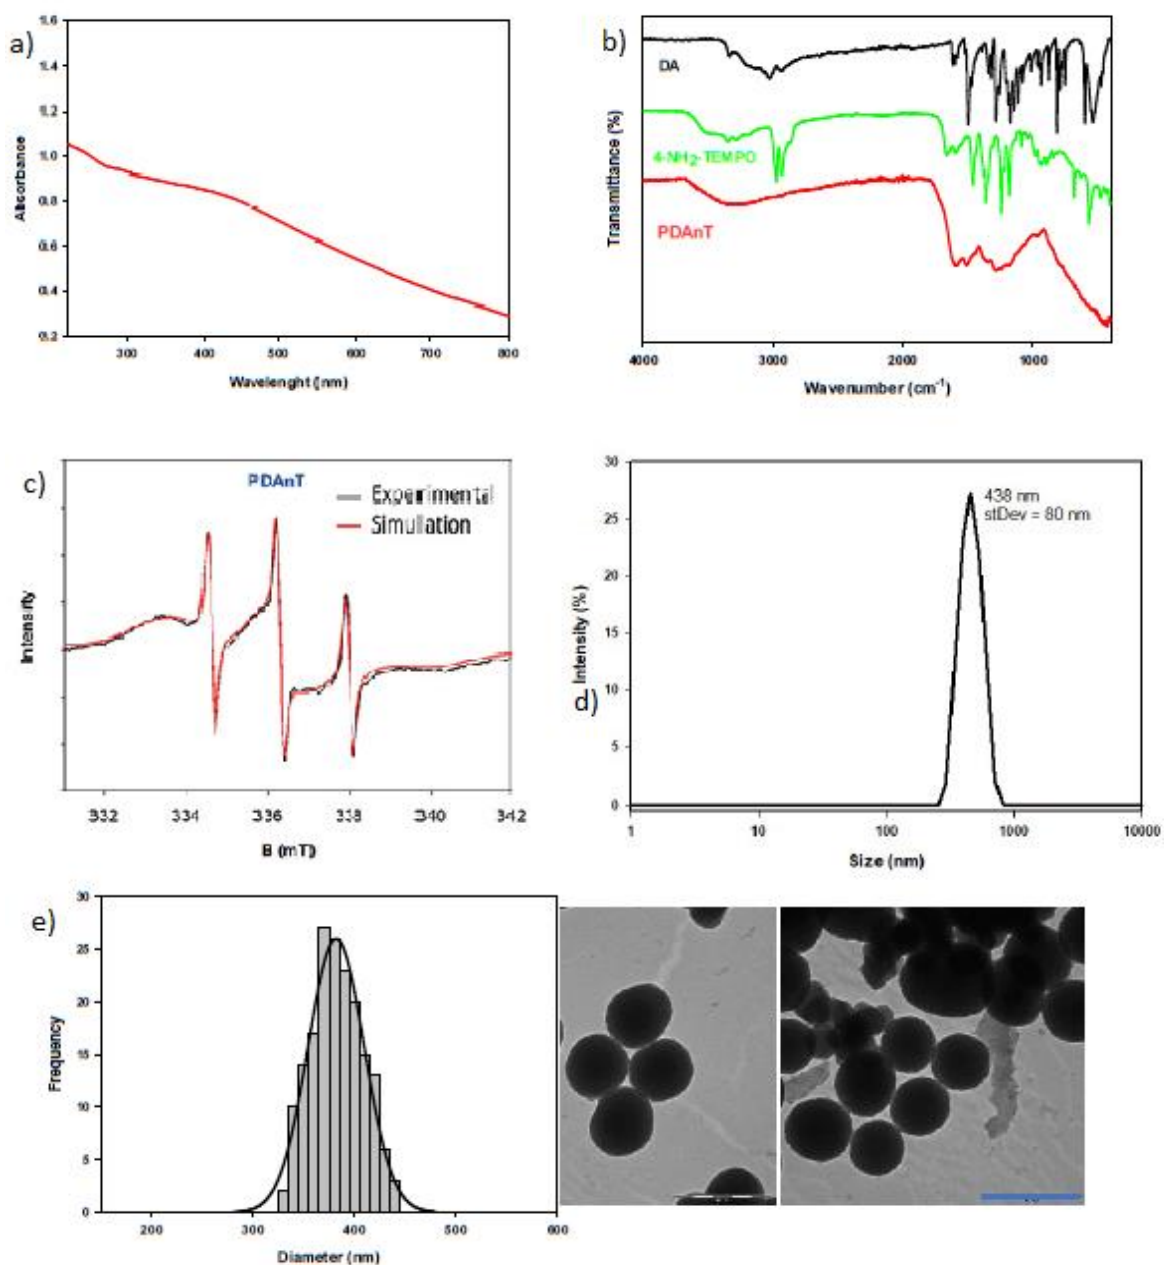 a)
1.6
1.4
1.2
1.0
0.8
0.6
0.4
0.2
Absorbance
300 400 500 600 700 800
Wavelenght (nm)
b)
DA
4-NH2-TEMPO
PDAnT
Transmittance (%)
4000 3000 2000 1000
Wavenumber (cm-1)
c)
PDAnT
Experimental
Simullation
Intensity
332 334 336 338 340 342
B (mT)
d)
30
25
20
15
10
5
0
Intensity (%)
438 nm
stDev = 80 nm
1 10 100 1000 10000
Size (nm)
e)
30
25
20
15
10
5
0
Frequency
200 300 400 500 600
Diameter (nm)